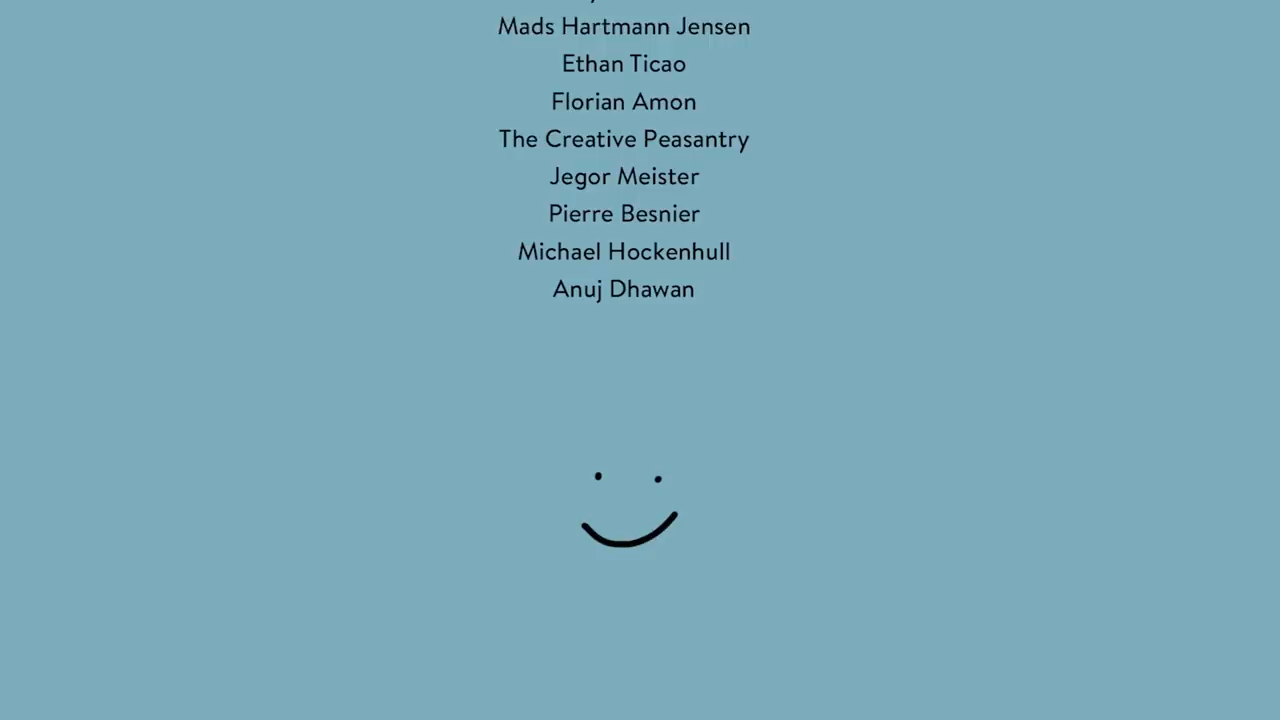 Mads Hartmann Jensen
Ethan Ticao
Florian Amon
The Creative Peasantry
Jegor Meister
Pierre Besnier
Michael Hockenhull
Anuj Dhawan